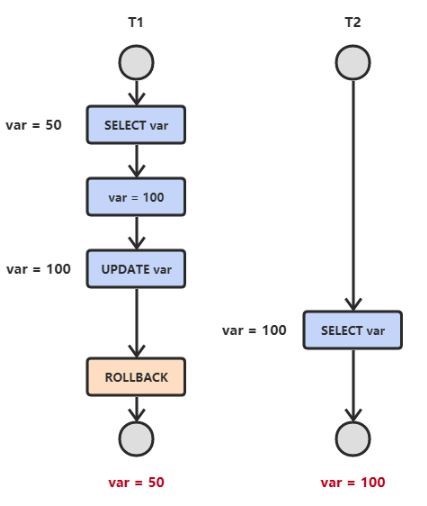 T1
T2
var = 50
SELECT var
var = 100
var = 100
UPDATE var
var = 100
SELECT var
ROLLBACK
var = 50
var = 100